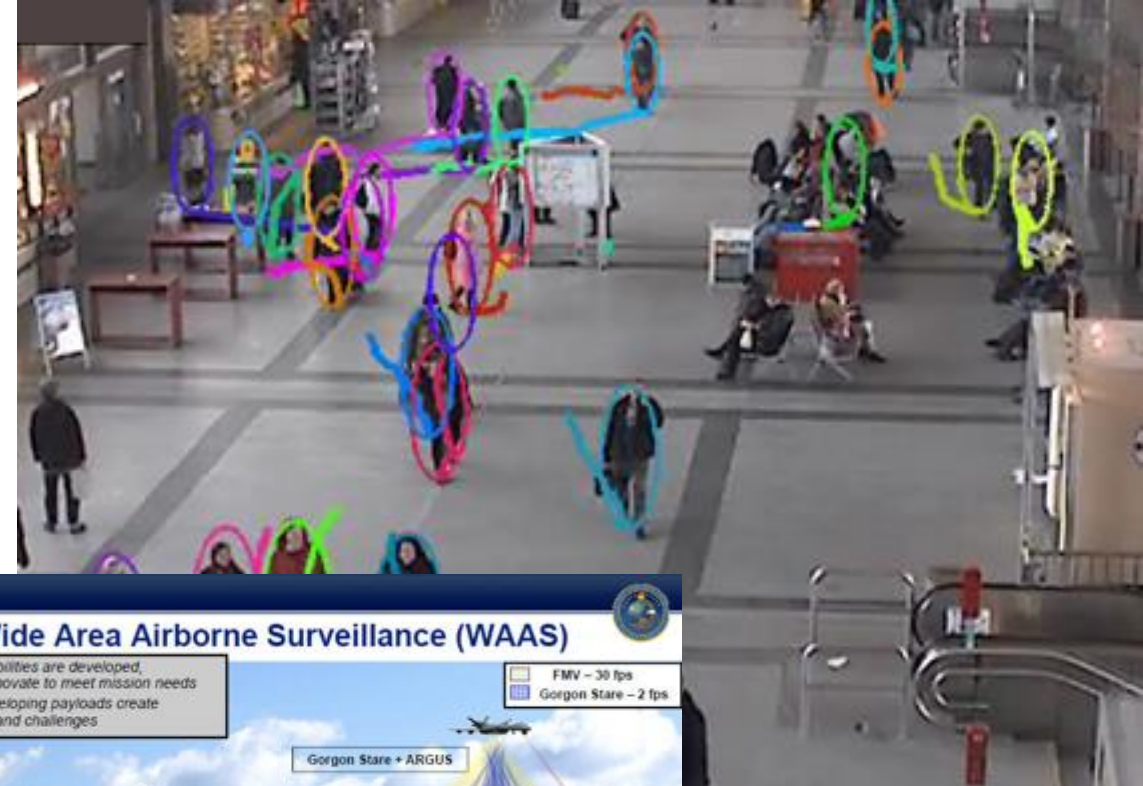 ide Area Airborne Surveillance (WAAS)
bilities are developed,
novate to meet mission needs
eloping payloads create
and challenges
FMV – 30 fps
Gorgon Stare – 2 fps
Gorgon Stare + ARGUS